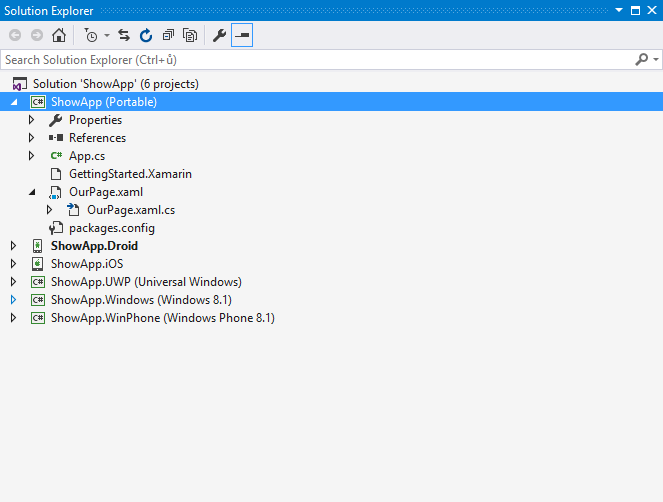 Solution Explorer
Search Solution Explorer (Ctrl+ů)
Solution 'ShowApp' (6 projects)
C# ShowApp (Portable)
Properties
References
C# App.cs
GettingStarted.Xamarin
OurPage.xaml
OurPage.xaml.cs
packages.config
ShowApp.Droid
ShowApp.iOS
C# ShowApp.UWP (Universal Windows)
C# ShowApp.Windows (Windows 8.1)
C# ShowApp.WinPhone (Windows Phone 8.1)